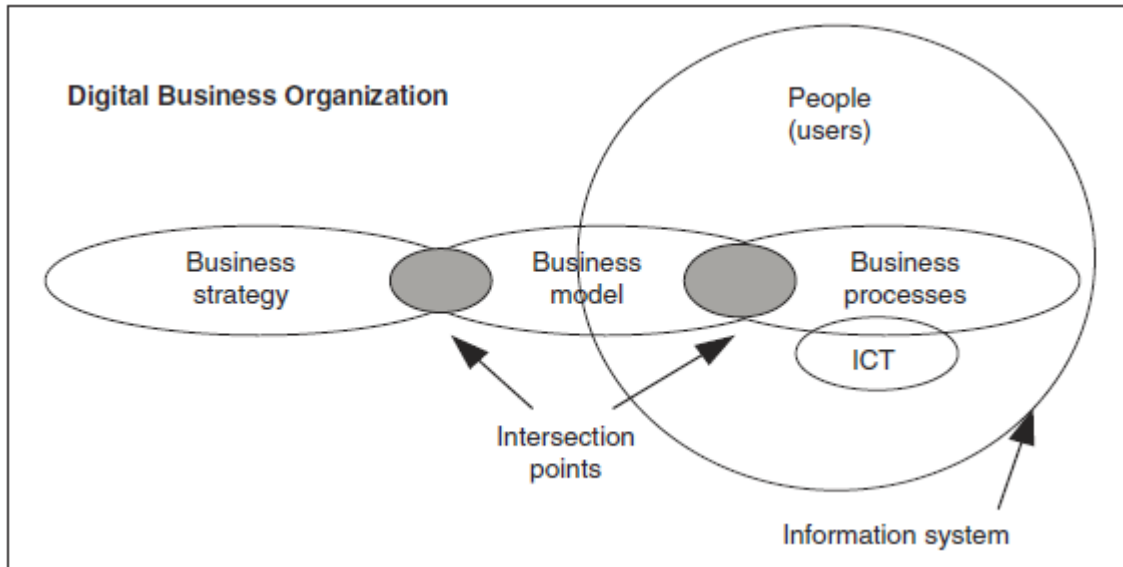 Digital Business Organization
People
(users)
Business
strategy
Business
model
Business
processes
ICT
Intersection
points
Information system